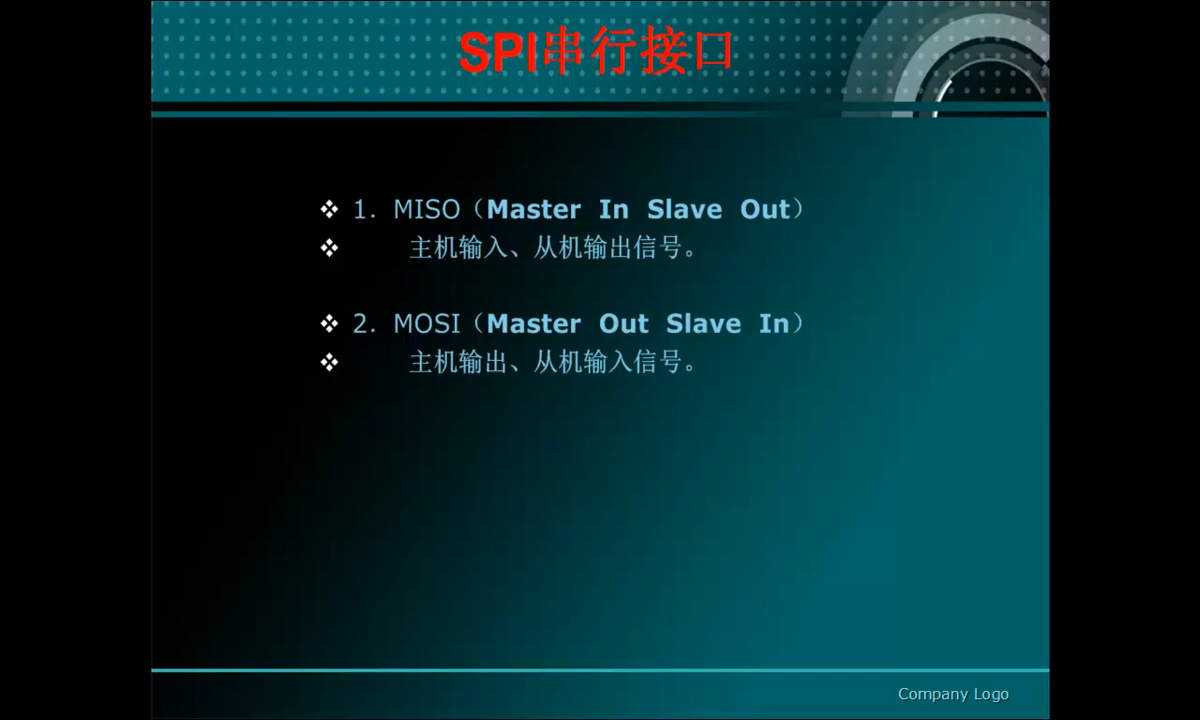 SPI串行接口
❖ 1. MISO（Master In Slave Out）
❖ 主机输入、从机输出信号。
❖ 2. MOSI（Master Out Slave In）
❖ 主机输出、从机输入信号。
Company Logo